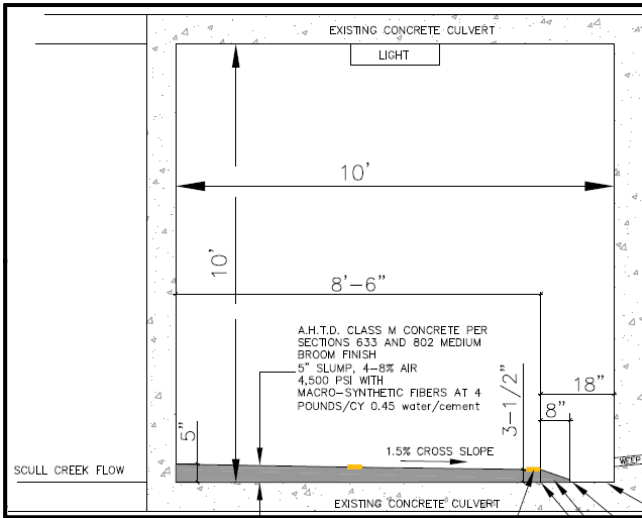 EXISTING CONCRETE CULVERT
LIGHT
10'
10'
8'-6"
A.H.T.D. CLASS M CONCRETE PER
SECTIONS 633 AND 802 MEDIUM
BROOM FINISH
5" SLUMP, 4-8% AIR
4,500 PSI WITH
MACRO-SYNTHETIC FIBERS AT 4
POUNDS/CY 0.45 water/cement
3-1/2"
18"
8"
5"
1.5% CROSS SLOPE
WEEP
SCULL CREEK FLOW
EXISTING CONCRETE CULVERT